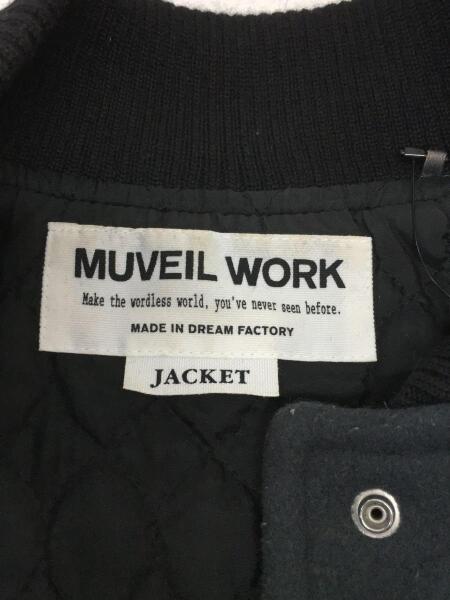 MUVEIL WORK
Make the wordless world, you've never seen before.
MADE IN DREAM FACTORY
JACKET